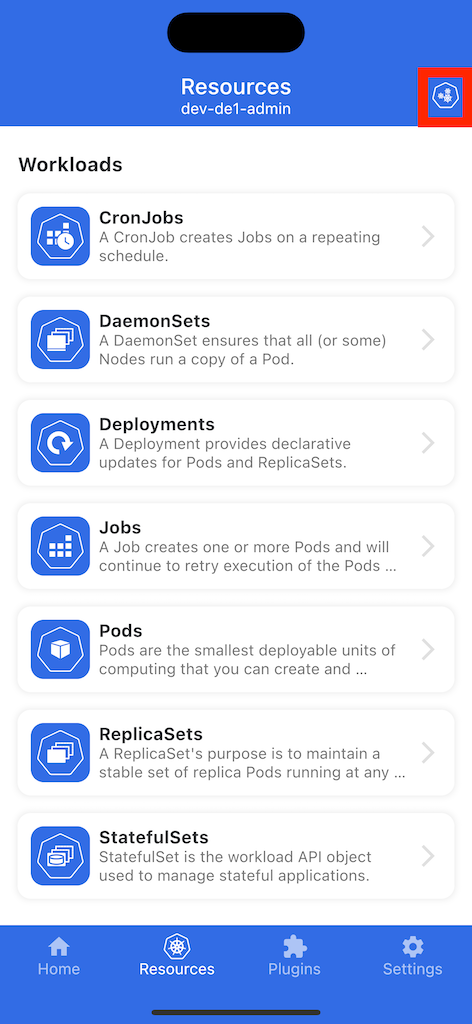 Resources
dev-de1-admin
Workloads
CronJobs
A CronJob creates Jobs on a repeating
schedule.
DaemonSets
A DaemonSet ensures that all (or some)
Nodes run a copy of a Pod.
Deployments
A Deployment provides declarative
updates for Pods and ReplicaSets.
Jobs
A Job creates one or more Pods and will
continue to retry execution of the Pods ...
Pods
Pods are the smallest deployable units of
computing that you can create and ...
ReplicaSets
A ReplicaSet's purpose is to maintain a
stable set of replica Pods running at any ...
StatefulSets
StatefulSet is the workload API object
used to manage stateful applications.
Home
Resources
Plugins
Settings